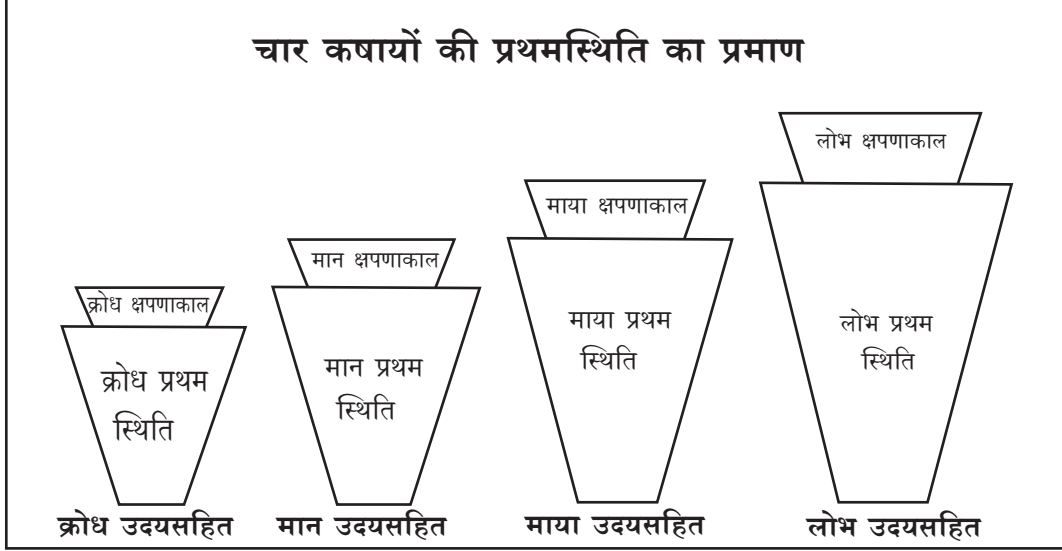 चार कषायों की प्रथमस्थिति का प्रमाण
क्रोध क्षपणाकाल
क्रोध प्रथम
स्थिति
क्रोध उदयसहित
मान क्षपणाकाल
मान प्रथम
स्थिति
मान उदयसहित
माया क्षपणाकाल
माया प्रथम
स्थिति
माया उदयसहित
लोभ क्षपणाकाल
लोभ प्रथम
स्थिति
लोभ उदयसहित